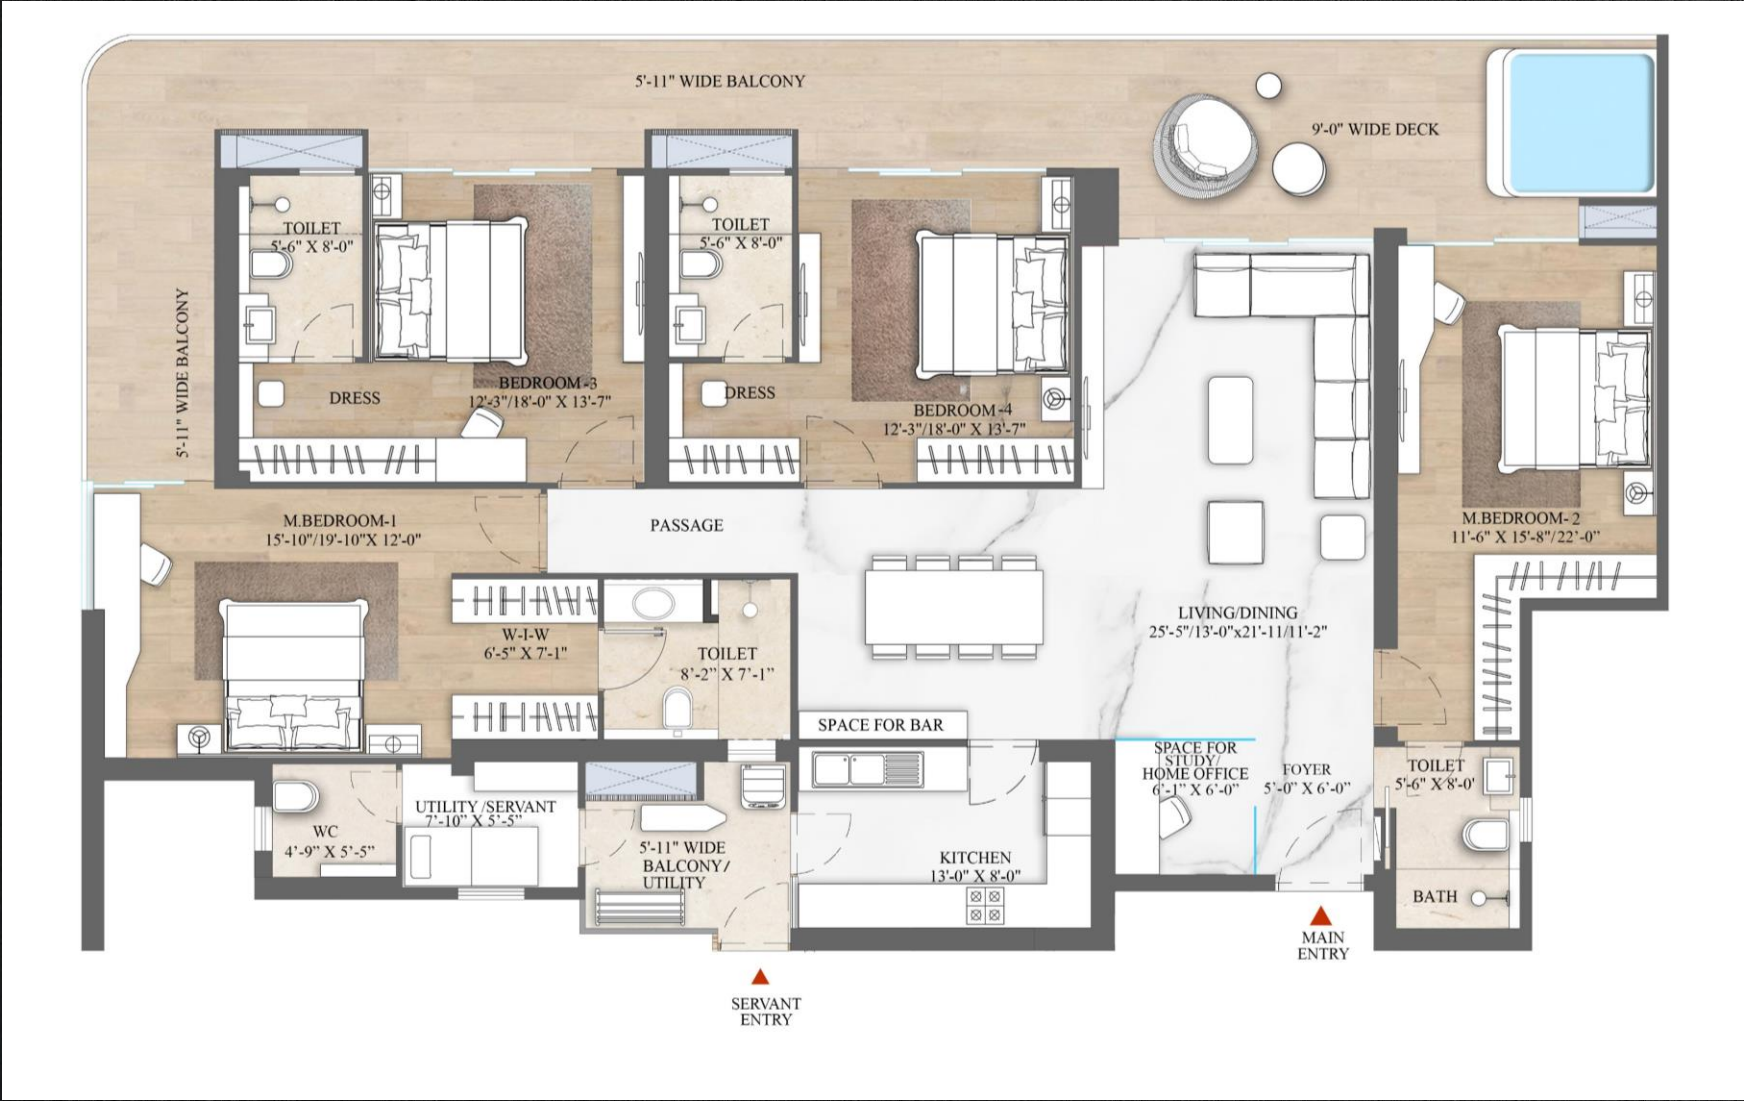 5'-11" WIDE BALCONY
9'-0" WIDE DECK
TOILET
5'-6" X 8'-0"
TOILET
5'-6" X 8'-0"
5'-11" WIDE BALCONY
DRESS
BEDROOM-3
12'-3"/18'-0" X 13'-7"
DRESS
BEDROOM-4
12'-3"/18'-0" X 13'-7"
M.BEDROOM-1
15'-10"/19'-10"X 12'-0"
PASSAGE
M.BEDROOM- 2
11'-6" X 15'-8"/22'-0”
W-I-W
6'-5" X 7'-1"
TOILET
8’-2” X 7’-1”
LIVING/DINING
25'-5"/13'-0"x21'-11/11'-2"
SPACE FOR BAR
SPACE FOR
STUDY/
HOME OFFICE
6’-1” X 6’-0”
FOYER
5’-0” X 6’-0”
TOILET
5'-6" X 8'-0'
UTILITY /SERVANT
7’-10” X 5’-5”
WC
4’-9” X 5’-5”
5'-11" WIDE
BALCONY/
UTILITY
KITCHEN
13'-0" X 8'-0"
BATH
MAIN
ENTRY
SERVANT
ENTRY